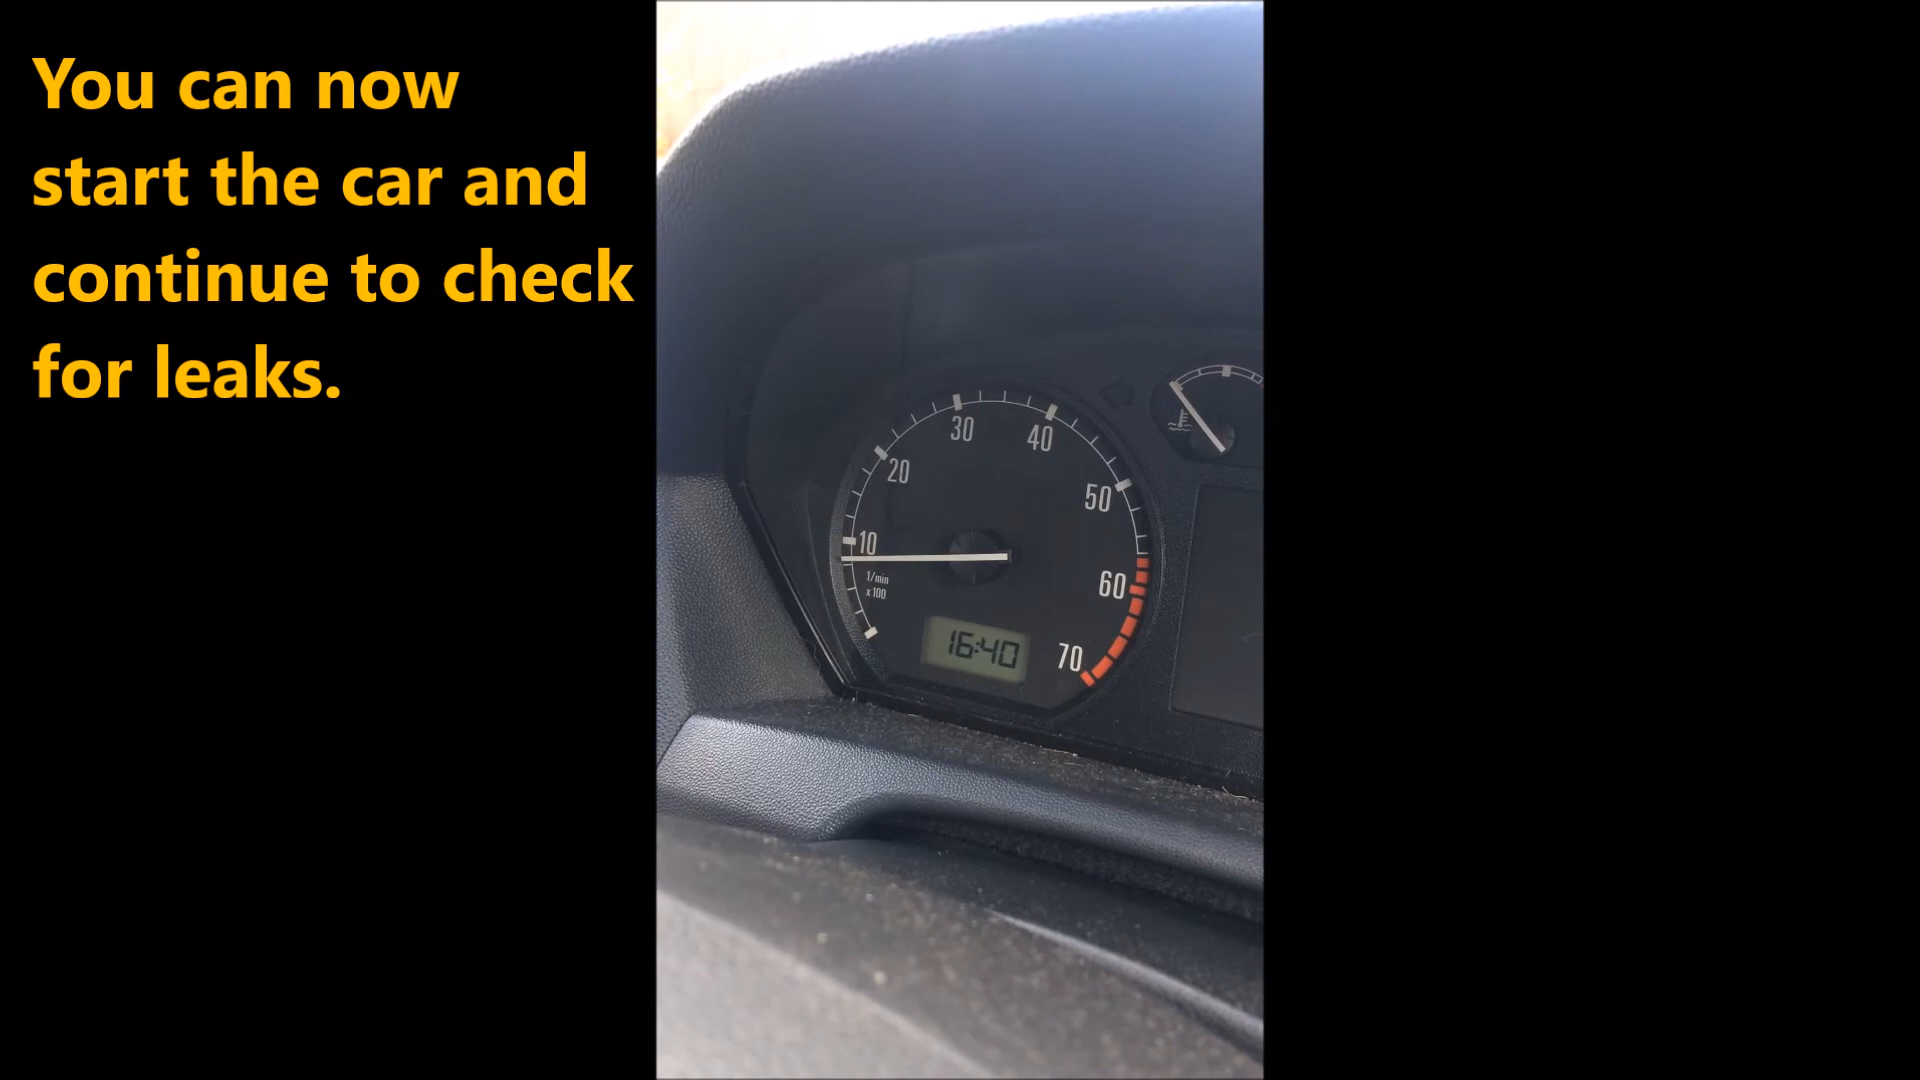 You can now
start the car and
continue to check
for leaks.
30
40
20
50
10
1/min
x 100
60
16:40
70